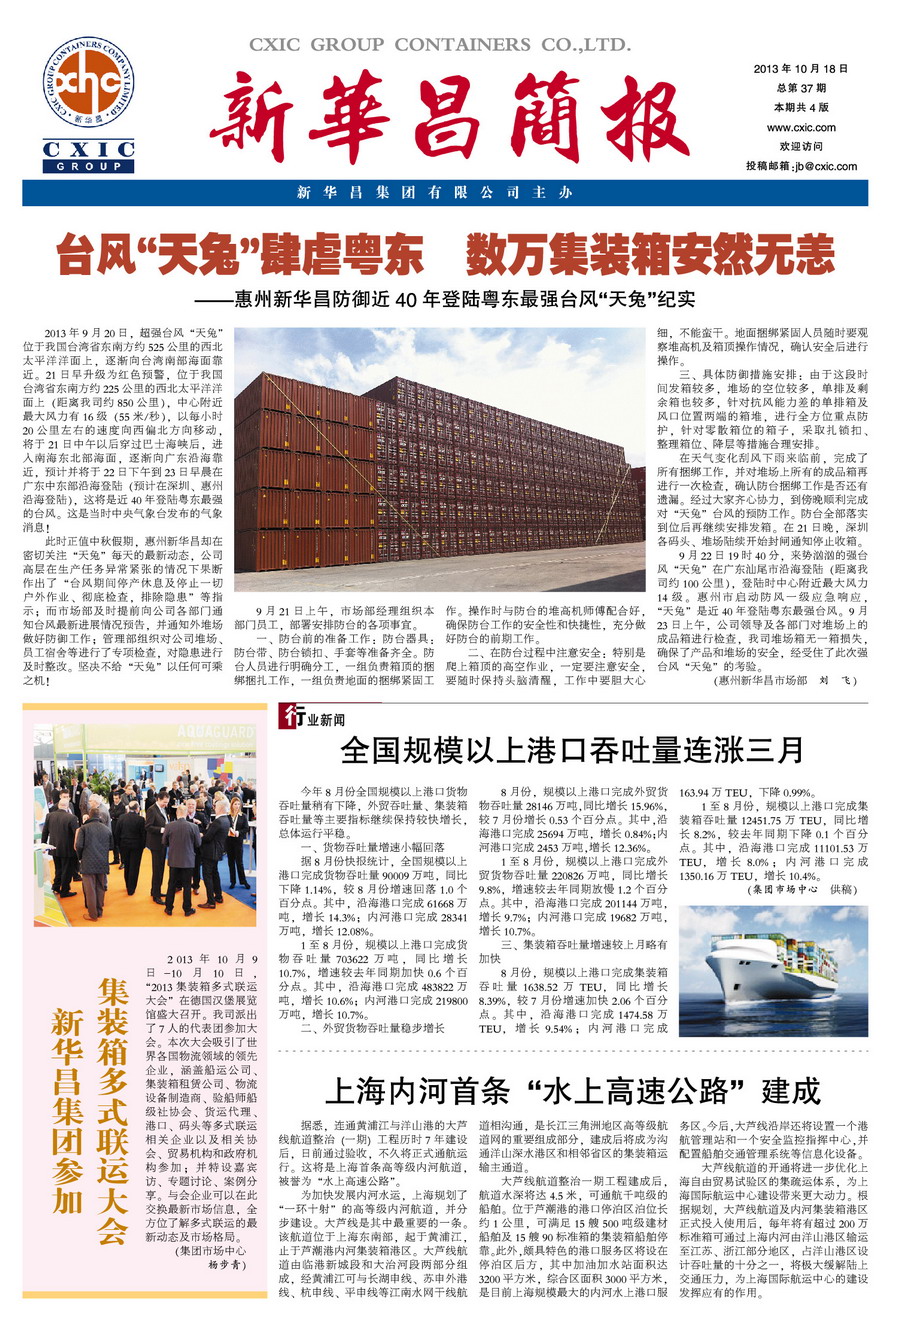 CXIC GROUP CONTAINERS CO.,LTD.
CXIC GROUP CONTAINERS COMPANY LIMITED
xhc
·新华昌·
CXIC
GROUP
新華昌简报
2013 年 10 月 18 日
总第 37 期
本期共 4 版
www.cxic.com
欢迎访问
投稿邮箱:jb@cxic.com
新华昌集团有限公司主办
台风“天兔”肆虐粤东 数万集装箱安然无恙
——惠州新华昌防御近 40 年登陆粤东最强台风“天兔”纪实
2013 年 9 月 20 日，超强台风“天兔”
位于我国台湾省东南方约 525 公里的西北
太平洋洋面上，逐渐向台湾南部海面靠
近。21 日早升级为红色预警，位于我国
台湾省东南方约 225 公里的西北太平洋洋
面上（距离我司约 850 公里），中心附近
最大风力有 16 级（55 米/秒），以每小时
20 公里左右的速度向西偏北方向移动，
将于 21 日中午以后穿过巴士海峡后，进
入南海东北部海面，逐渐向广东沿海靠
近，预计并将于 22 日下午到 23 日早晨在
广东中东部沿海登陆（预计在深圳、惠州
沿海登陆），这将是近 40 年登陆粤东最强
的台风。这是当时中央气象台发布的气象
消息！
此时正值中秋假期，惠州新华昌却在
密切关注“天兔”每天的最新动态，公司
高层在生产任务异常紧张的情况下果断
作出了“台风期间停产休息及停止一切
户外作业、彻底检查，排除隐患”等指
示；而市场部及时提前向公司各部门通
知台风最新进展情况预告，并通知外堆场
做好防御工作；管理部组织对公司堆场、
员工宿舍等进行了专项检查，对隐患进行
及时整改。坚决不给“天兔”以任何可乘
之机！
9 月 21 日上午，市场部经理组织本
部门员工，部署安排防台的各项事宜。
一、防台前的准备工作：防台器具：
防台带、防台锁扣、手套等准备齐全。防
台人员进行明确分工，一组负责箱顶的捆
绑捆扎工作，一组负责地面的捆绑紧固工
作。操作时与防台的堆高机师傅配合好，
确保防台工作的安全性和快捷性，充分做
好防台的前期工作。
二、在防台过程中注意安全：特别是
爬上箱顶的高空作业，一定要注意安全，
要随时保持头脑清醒，工作中要胆大心
细，不能蛮干。地面捆绑紧固人员随时要观
察堆高机及箱顶操作情况，确认安全后进行
操作。
三、具体防御措施安排：由于这段时
间发箱较多，堆场的空位较多，单排及剩
余箱也较多，针对抗风能力差的单排箱及
风口位置两端的箱堆，进行全方位重点防
护，针对零散箱位的箱子，采取扎锁扣、
整理箱位、降层等措施合理安排。
在天气变化刮风下雨来临前，完成了
所有捆绑工作，并对堆场上所有的成品箱再
进行一次检查，确认防台捆绑工作是否还有
遗漏。经过大家齐心协力，到傍晚顺利完成
对“天兔”台风的预防工作。防台全部落实
到位后再继续安排发箱。在 21 日晚，深圳
各码头、堆场陆续开始封闸通知停止收箱。
9 月 22 日 19 时 40 分，来势汹汹的强台
风“天兔”在广东汕尾市沿海登陆（距离我
司约 100 公里），登陆时中心附近最大风力
14 级。惠州市启动防风一级应急响应，
“天兔”是近 40 年登陆粤东最强台风。9 月
23 日上午，公司领导及各部门对堆场上的
成品箱进行检查，我司堆场箱无一箱损失，
确保了产品和堆场的安全，经受住了此次强
台风“天兔”的考验。
（惠州新华昌市场部 刘 飞）
AQUAGUARD
新华昌集团参加
集装箱多式联运大会
2013 年 10 月 9
日 -10 月 10 日，
“2013 集装箱多式联运
大会”在德国汉堡展览
馆盛大召开。我司派出
了 7 人的代表团参加大
会。本次大会吸引了世
界各国物流领域的领先
企业，涵盖船运公司、
集装箱租赁公司、物流
设备制造商、验船师船
级社协会、货运代理、
港口、码头等多式联运
相关企业以及相关协
会、贸易机构和政府机
构参加；并特设嘉宾
访、专题讨论、案例分
享。与会企业可以在此
交换最新市场信息，全
方位了解多式联运的最
新动态及市场格局。
（集团市场中心
杨步青）
行业新闻
全国规模以上港口吞吐量连涨三月
今年 8 月份全国规模以上港口货物
吞吐量稍有下降，外贸吞吐量、集装箱
吞吐量等主要指标继续保持较快增长，
总体运行平稳。
一、货物吞吐量增速小幅回落
据 8 月份快报统计，全国规模以上
港口完成货物吞吐量 90009 万吨，同比
下降 1.14%，较 8 月份增速回落 1.0 个
百分点。其中，沿海港口完成 61668 万
吨，增长 14.3%；内河港口完成 28341
万吨，增长 12.08%。
1 至 8 月份，规模以上港口完成货
物吞吐量 703622 万吨，同比增长
10.7%，增速较去年同期加快 0.6 个百
分点。其中，沿海港口完成 483822 万
吨，增长 10.6%；内河港口完成 219800
万吨，增长 10.7%。
二、外贸货物吞吐量稳步增长
8 月份，规模以上港口完成外贸货
物吞吐量 28146 万吨,同比增长 15.96%，
较 7 月份增长 0.53 个百分点。其中,沿
海港口完成 25694 万吨，增长 0.84%;内
河港口完成 2453 万吨,增长 12.36%。
1 至 8 月份，规模以上港口完成外
贸货物吞吐量 220826 万吨，同比增长
9.8%，增速较去年同期放慢 1.2 个百分
点。其中，沿海港口完成 201144 万吨，
增长 9.7%；内河港口完成 19682 万吨，
增长 10.7%。
三、集装箱吞吐量增速较上月略有
加快
8 月份，规模以上港口完成集装箱
吞吐量 1638.52 万 TEU，同比增长
8.39%，较 7 月份增速加快 2.06 个百分
点。其中，沿海港口完成 1474.58 万
TEU，增长 9.54%；内河港口完成
163.94 万 TEU，下降 0.99%。
1 至 8 月份，规模以上港口完成集
装箱吞吐量 12451.75 万 TEU，同比增
长 8.2%，较去年同期下降 0.1 个百分
点。其中，沿海港口完成 11101.53 万
TEU，增长 8.0%；内河港口完成
1350.16 万 TEU，增长 10.4%。
（集团市场中心 供稿）
上海内河首条“水上高速公路”建成
据悉，连通黄浦江与洋山港的大芦
线航道整治（一期）工程历时 7 年建设
后，日前通过验收，不久将正式通航运
行。这将是上海首条高等级内河航道，
被誉为“水上高速公路”。
为加快发展内河水运，上海规划了
“一环十射”的高等级内河航道，并分
步建设。大芦线是其中最重要的一条。
该航道位于上海东南部，起于黄浦江，
止于芦潮港内河集装箱港区。大芦线航
道由临港新城段和大治河段两部分组
成，经黄浦江可与长湖申线、苏申外港
线、杭申线、平申线等江南水网干线航
道相沟通，是长江三角洲地区高等级航
道网的重要组成部分，建成后将成为沟
通洋山深水港区和相邻省区的集装箱运
输主通道。
大芦线航道整治一期工程建成后，
航道水深将达 4.5 米，可通航千吨级的
船舶。位于芦潮港的港口停泊区泊位长
约 1 公里，可满足 15 艘 500 吨级建材
船舶及 15 艘 90 标准箱的集装箱船舶停
靠。此外,颇具特色的港口服务区将设在
停泊区后方，其中加油加水站面积达
3200 平方米，综合区面积 3000 平方米，
是目前上海规模最大的内河水上港口服
务区。今后,大芦线沿岸还将设置一个港
航管理站和一个安全监控指挥中心,并
配置船舶交通管理系统等信息化设备。
大芦线航道的开通将进一步优化上
海自由贸易试验区的集疏运体系，为上
海国际航运中心建设带来更大动力。根
据规划，大芦线航道及内河集装箱港区
正式投入使用后，每年将有超过 200 万
标准箱可通过上海内河由洋山港区输运
至江苏、浙江部分地区，占洋山港区设
计吞吐量的十分之一，将极大缓解陆上
交通压力，为上海国际航运中心的建设
发挥应有的作用。